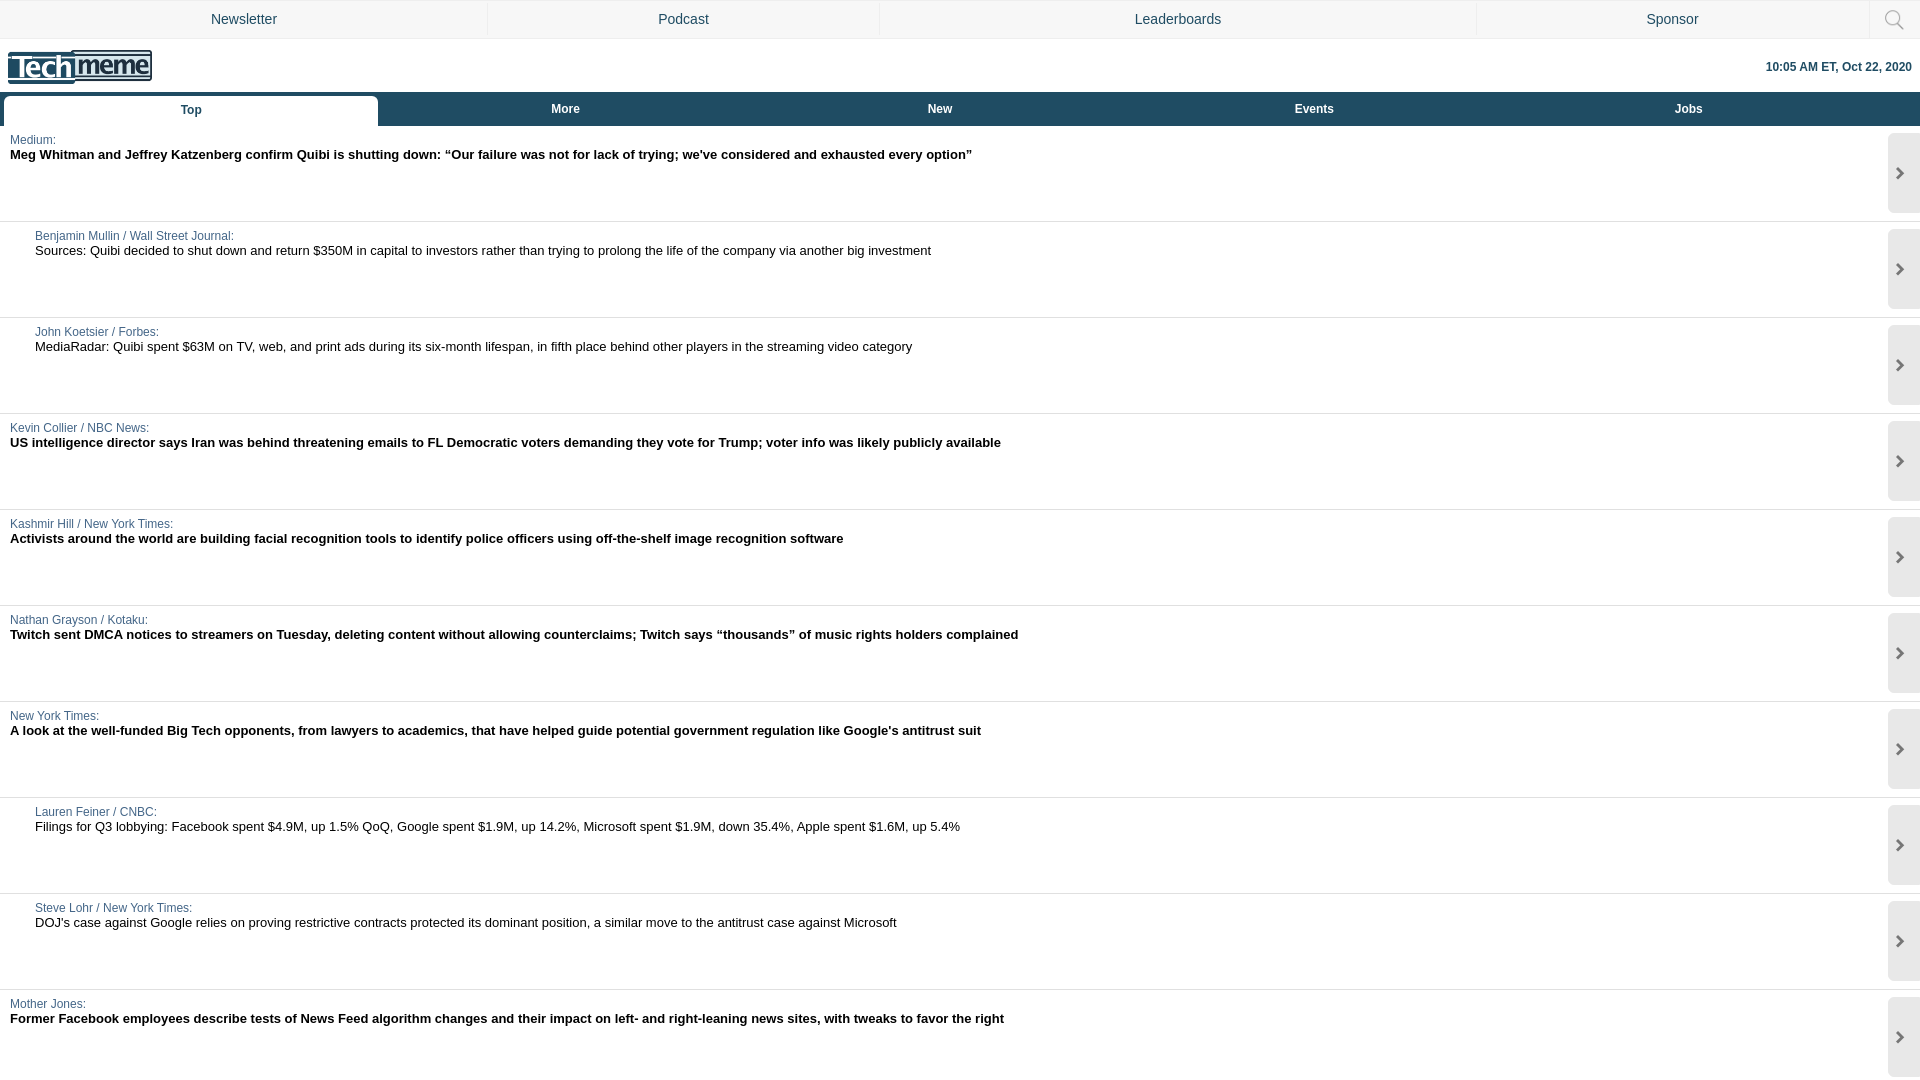 Newsletter
Podcast
Leaderboards
Sponsor
Techmeme
10:05 AM ET, Oct 22, 2020
Top
More
New
Events
Jobs
Medium:
Meg Whitman and Jeffrey Katzenberg confirm Quibi is shutting down: “Our failure was not for lack of trying; we've considered and exhausted every option”
Benjamin Mullin / Wall Street Journal:
Sources: Quibi decided to shut down and return $350M in capital to investors rather than trying to prolong the life of the company via another big investment
John Koetsier / Forbes:
MediaRadar: Quibi spent $63M on TV, web, and print ads during its six-month lifespan, in fifth place behind other players in the streaming video category
Kevin Collier / NBC News:
US intelligence director says Iran was behind threatening emails to FL Democratic voters demanding they vote for Trump; voter info was likely publicly available
Kashmir Hill / New York Times:
Activists around the world are building facial recognition tools to identify police officers using off-the-shelf image recognition software
Nathan Grayson / Kotaku:
Twitch sent DMCA notices to streamers on Tuesday, deleting content without allowing counterclaims; Twitch says “thousands” of music rights holders complained
New York Times:
A look at the well-funded Big Tech opponents, from lawyers to academics, that have helped guide potential government regulation like Google's antitrust suit
Lauren Feiner / CNBC:
Filings for Q3 lobbying: Facebook spent $4.9M, up 1.5% QoQ, Google spent $1.9M, up 14.2%, Microsoft spent $1.9M, down 35.4%, Apple spent $1.6M, up 5.4%
Steve Lohr / New York Times:
DOJ's case against Google relies on proving restrictive contracts protected its dominant position, a similar move to the antitrust case against Microsoft
Mother Jones:
Former Facebook employees describe tests of News Feed algorithm changes and their impact on left- and right-leaning news sites, with tweaks to favor the right